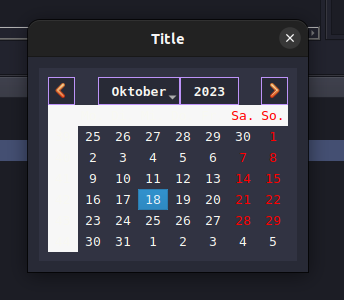 Title
Oktober 2023
Sa. So.
25 26 27 28 29 30 1
2 3 4 5 6 7 8
9 10 11 12 13 14 15
16 17 18 19 20 21 22
23 24 25 26 27 28 29
30 31 1 2 3 4 5